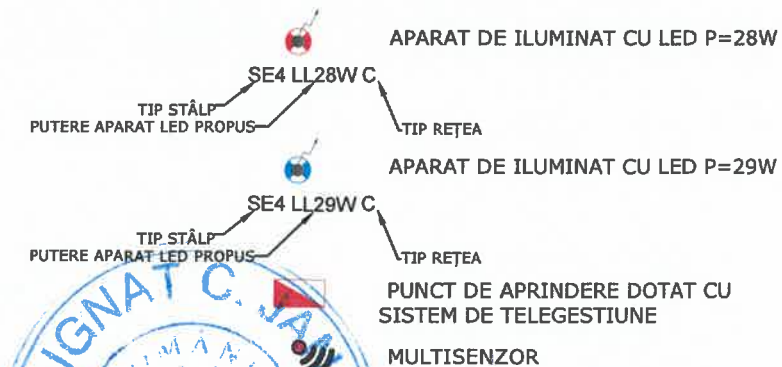 APARAT DE ILUMINAT CU LED P=28W
SE4 LL28W C
TIP STÂLP
PUTERE APARAT LED PROPUS
TIP REȚEA
APARAT DE ILUMINAT CU LED P=29W
SE4 LL29W C
TIP STÂLP
PUTERE APARAT LED PROPUS
TIP REȚEA
PUNCT DE APRINDERE DOTAT CU
SISTEM DE TELEGESTIUNE
MULTISENZOR
IGNAT C.